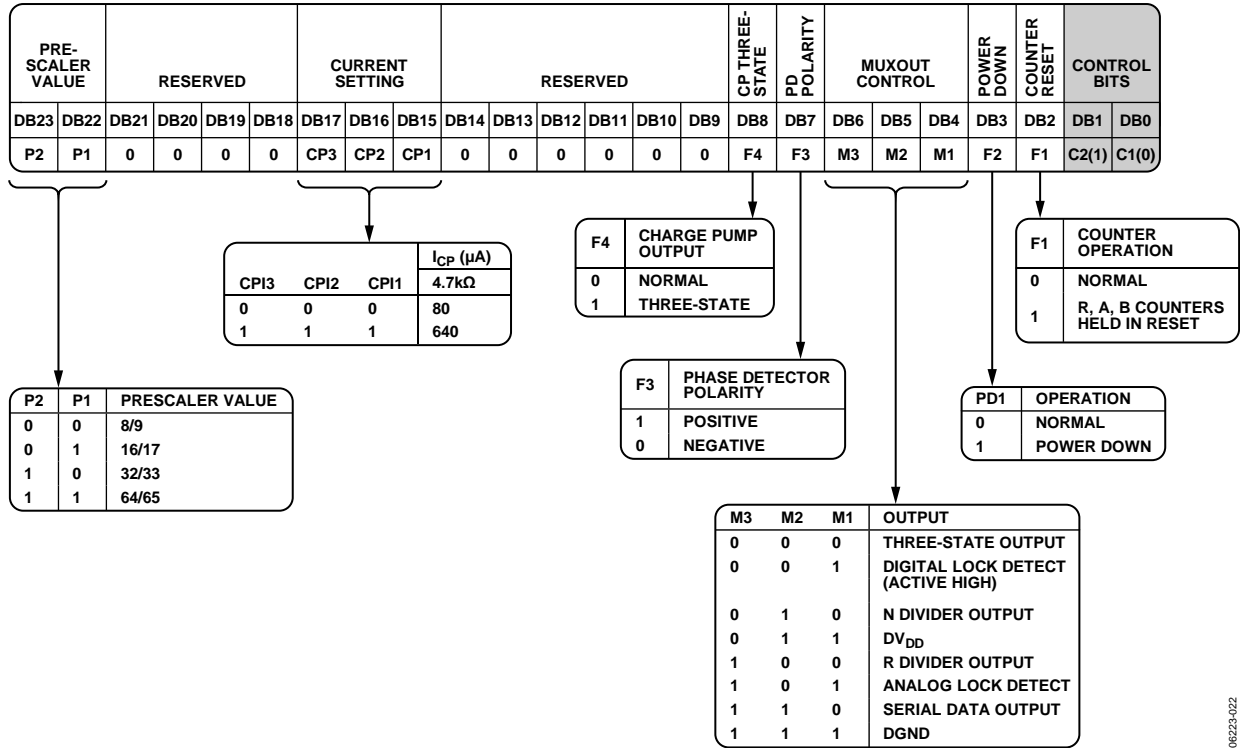 PRE-
SCALER
VALUE
RESERVED
CURRENT
SETTING
RESERVED
CP THREE-
STATE
PD
POLARITY
MUXOUT
CONTROL
POWER
DOWN
COUNTER
RESET
CONTROL
BITS
DB23 DB22 DB21 DB20 DB19 DB18 DB17 DB16 DB15 DB14 DB13 DB12 DB11 DB10 DB9 DB8 DB7 DB6 DB5 DB4 DB3 DB2 DB1 DB0
P2 P1 0 0 0 0 CP3 CP2 CP1 0 0 0 0 0 0 F4 F3 M3 M2 M1 F2 F1 C2(1) C1(0)
ICP (µA)
CPI3 CPI2 CPI1 4.7kΩ
0 0 0 80
1 1 1 640
F4 CHARGE PUMP
OUTPUT
0 NORMAL
1 THREE-STATE
F1 COUNTER
OPERATION
0 NORMAL
1 R, A, B COUNTERS
HELD IN RESET
P2 P1 PRESCALER VALUE
0 0 8/9
0 1 16/17
1 0 32/33
1 1 64/65
F3 PHASE DETECTOR
POLARITY
1 POSITIVE
0 NEGATIVE
PD1 OPERATION
0 NORMAL
1 POWER DOWN
M3 M2 M1 OUTPUT
0 0 0 THREE-STATE OUTPUT
0 0 1 DIGITAL LOCK DETECT
(ACTIVE HIGH)
0 1 0 N DIVIDER OUTPUT
0 1 1 DVDD
1 0 0 R DIVIDER OUTPUT
1 0 1 ANALOG LOCK DETECT
1 1 0 SERIAL DATA OUTPUT
1 1 1 DGND
06223-022